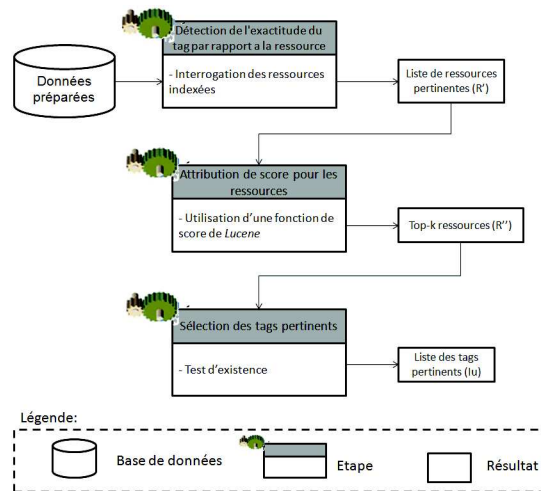 Détection de l'exactitude du
tag par rapport a la ressource
- Interrogation des ressources
indexées
Données
préparées
Liste de ressources
pertinentes (R')
Attribution de score pour les
ressources
- Utilisation d'une fonction de
score de Lucene
Top-k ressources (R'')
Sélection des tags pertinents
- Test d'existence
Liste des tags
pertinents (Iu)
Légende:
Base de données
Etape
Résultat